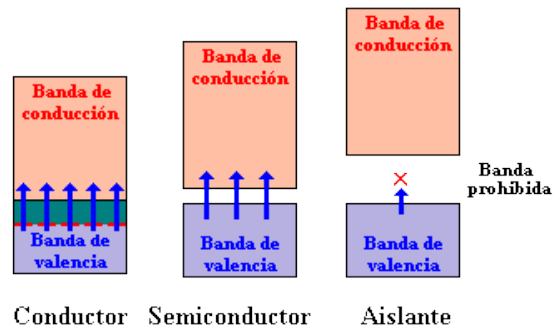 Banda de
conducción
Banda de
valencia
Conductor
Banda de
conducción
Banda de
valencia
Semiconductor
Banda de
conducción
Banda
prohibida
Banda de
valencia
Aislante